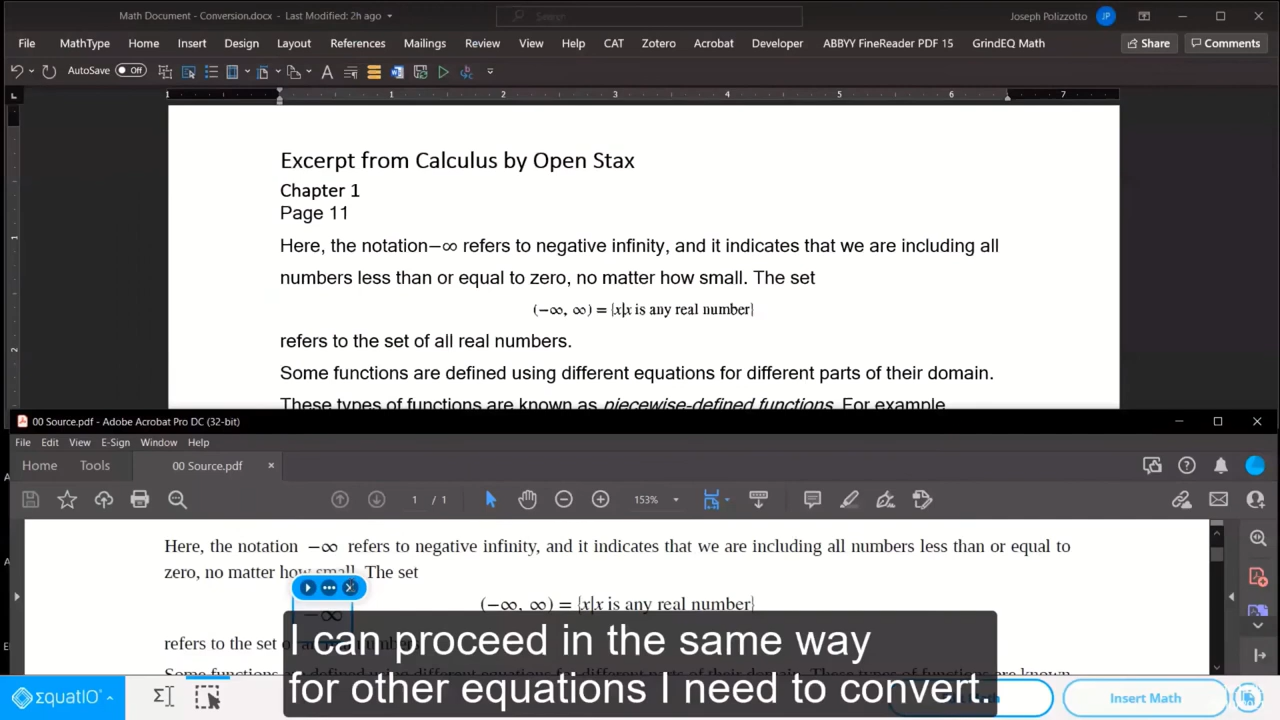 Math Document - Conversion.docx - Last Modified: 2h ago
Search
Joseph Polizzotto JP
File MathType Home Insert Design Layout References Mailings Review View Help CAT Zotero Acrobat Developer ABBYY FineReader PDF 15 GrindEQ Math Share Comments
AutoSave Off
1 1 2 3 4 5 6 7
Excerpt from Calculus by Open Stax
Chapter 1
Page 11
Here, the notation−∞ refers to negative infinity, and it indicates that we are including all
numbers less than or equal to zero, no matter how small. The set
(−∞, ∞) = {x|x is any real number}
refers to the set of all real numbers.
Some functions are defined using different equations for different parts of their domain.
These types of functions are known as piecewise-defined functions. For example
00 Source.pdf - Adobe Acrobat Pro DC (32-bit)
File Edit View E-Sign Window Help
Home Tools 00 Source.pdf
1 / 1 153%
Here, the notation −∞ refers to negative infinity, and it indicates that we are including all numbers less than or equal to
zero, no matter how small. The set
(−∞, ∞) = {x|x is any real number}
−∞
refers to the set
I can proceed in the same way
for other equations I need to convert.
EquatIO
Insert Math